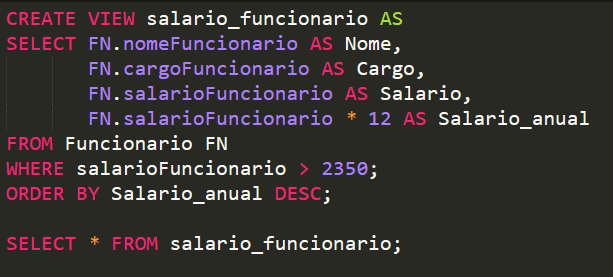 CREATE VIEW salario_funcionario AS
SELECT FN.nomeFuncionario AS Nome,
FN.cargoFuncionario AS Cargo,
FN.salarioFuncionario AS Salario,
FN.salarioFuncionario * 12 AS Salario_anual
FROM Funcionario FN
WHERE salarioFuncionario > 2350;
ORDER BY Salario_anual DESC;
SELECT * FROM salario_funcionario;